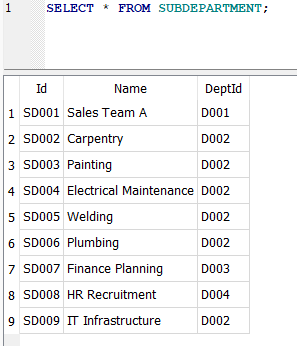 1 SELECT * FROM SUBDEPARTMENT;
Id Name DeptId
1 SD001 Sales Team A D001
2 SD002 Carpentry D002
3 SD003 Painting D002
4 SD004 Electrical Maintenance D002
5 SD005 Welding D002
6 SD006 Plumbing D002
7 SD007 Finance Planning D003
8 SD008 HR Recruitment D004
9 SD009 IT Infrastructure D002